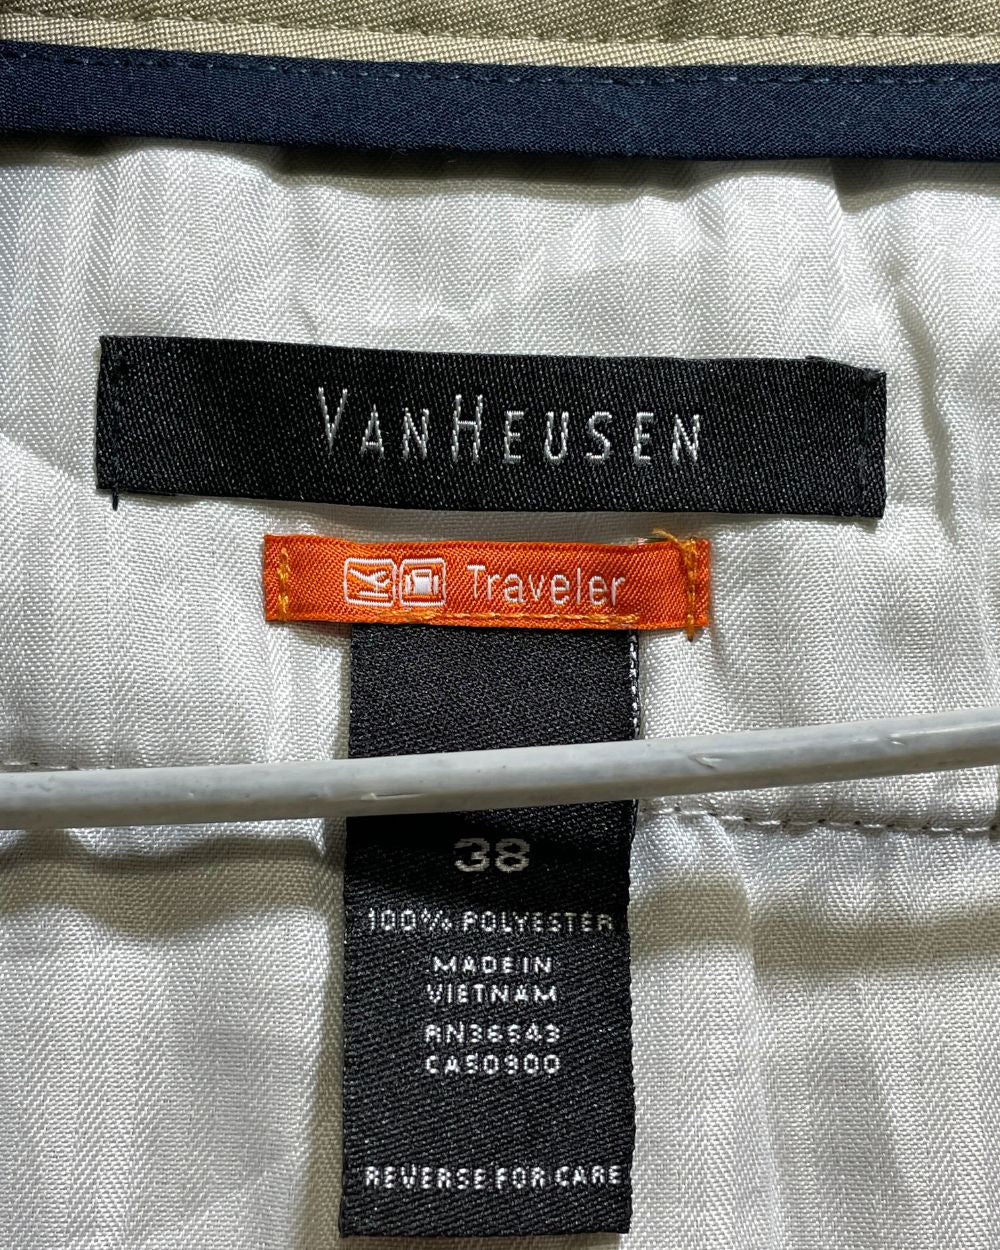 VANHEUSEN
Traveler
38
100% POLYESTER
MADE IN
VIETNAM
RN36543
CA50900
REVERSE FOR CARE